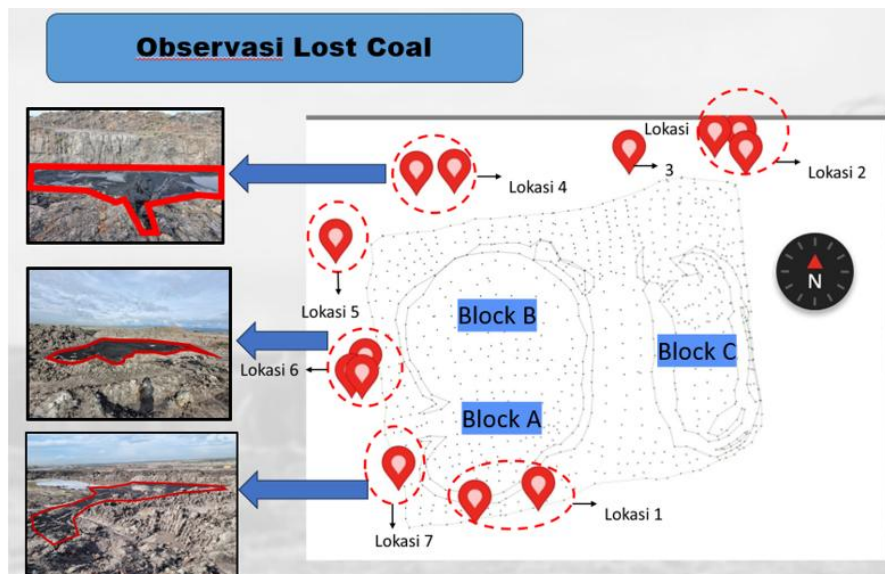 Observasi Lost Coal
Lokasi
3
Lokasi 2
Lokasi 4
Lokasi 5
Block B
N
Block C
Lokasi 6
Block A
Lokasi 1
Lokasi 7